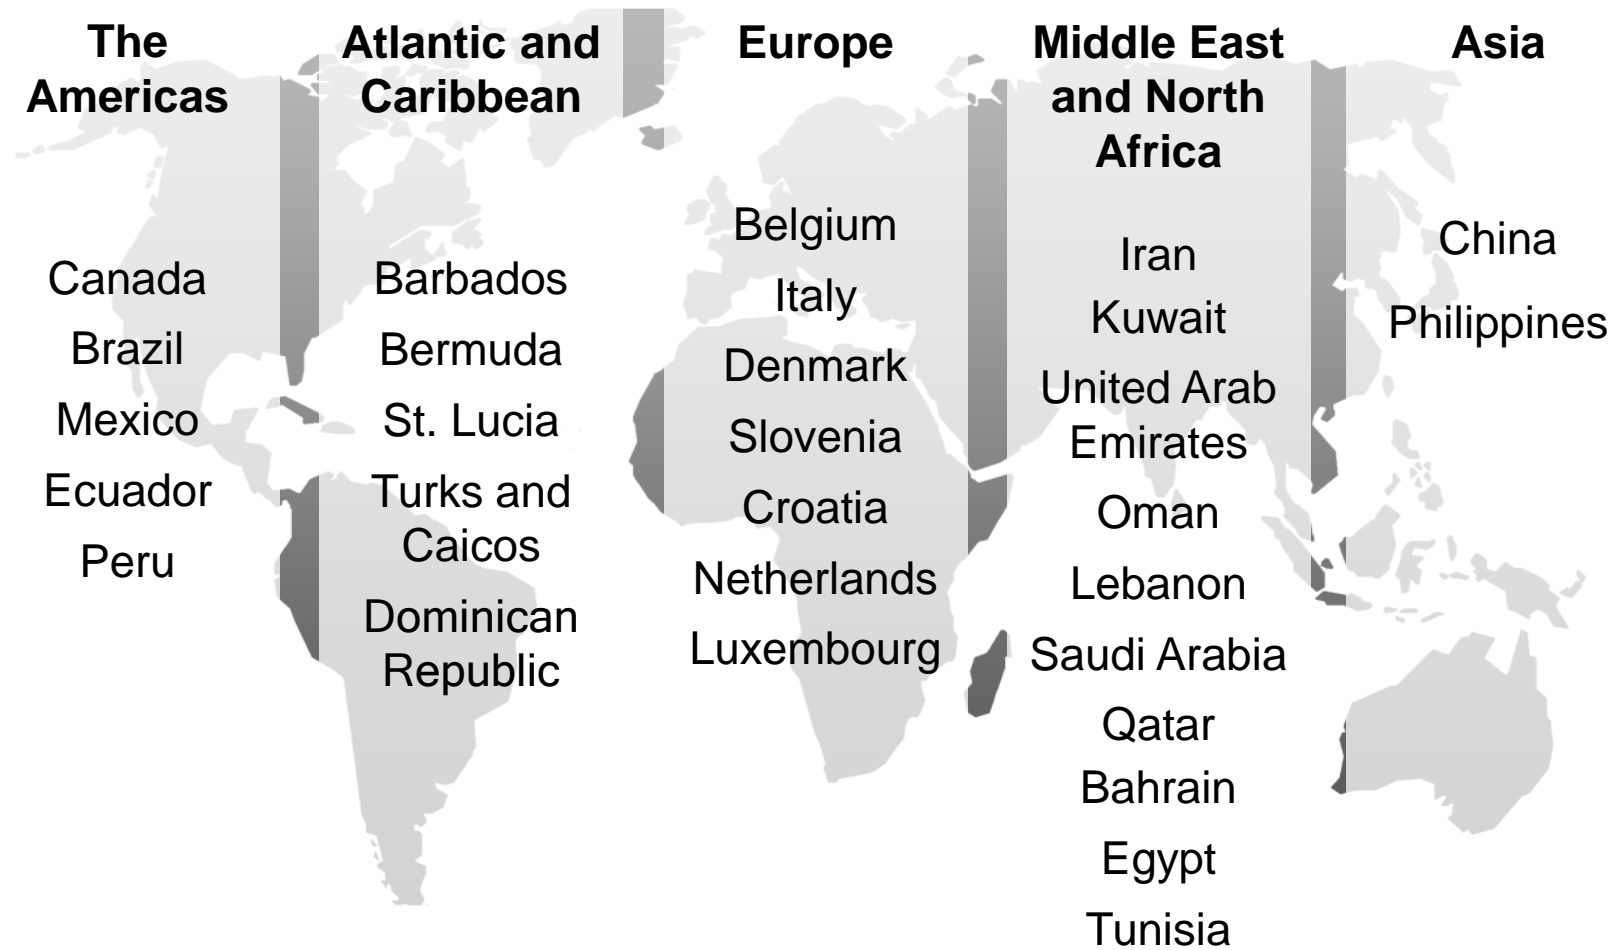 The
Americas
Canada
Brazil
Mexico
Ecuador
Peru
Atlantic and
Caribbean
Barbados
Bermuda
St. Lucia
Turks and
Caicos
Dominican
Republic
Europe
Belgium
Italy
Denmark
Slovenia
Croatia
Netherlands
Luxembourg
Middle East
and North
Africa
Iran
Kuwait
United Arab
Emirates
Oman
Lebanon
Saudi Arabia
Qatar
Bahrain
Egypt
Tunisia
Asia
China
Philippines